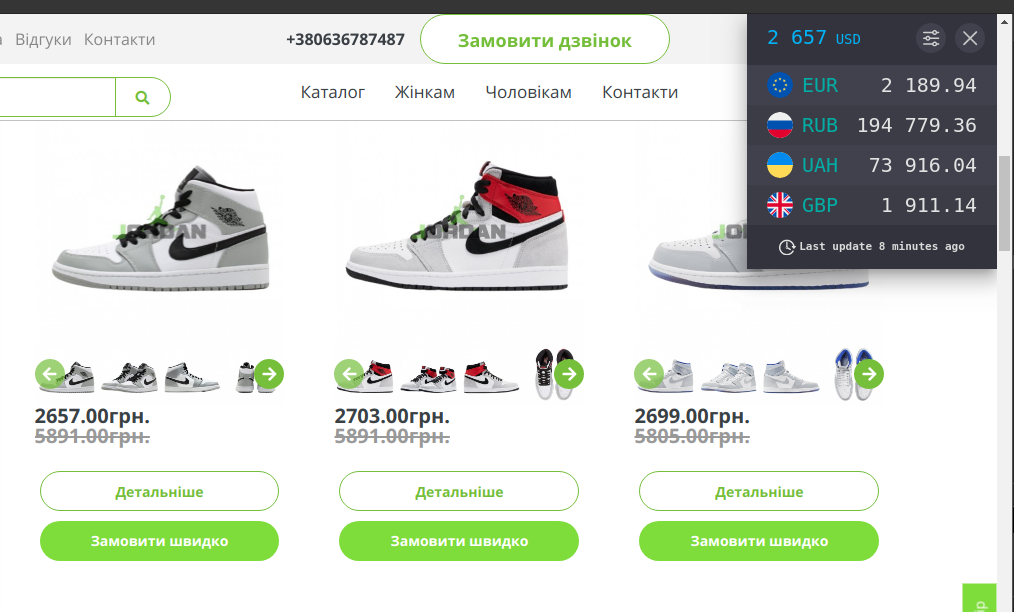 Відгуки Контакти
+380636787487
Замовити дзвінок
Каталог Жінкам Чоловікам Контакти
2 657 USD
EUR 2 189.94
RUB 194 779.36
UAH 73 916.04
GBP 1 911.14
Last update 8 minutes ago
JORDAN
JORDAN
2657.00грн.
5891.00грн.
Детальніше
Замовити швидко
2703.00грн.
5891.00грн.
Детальніше
Замовити швидко
2699.00грн.
5805.00грн.
Детальніше
Замовити швидко